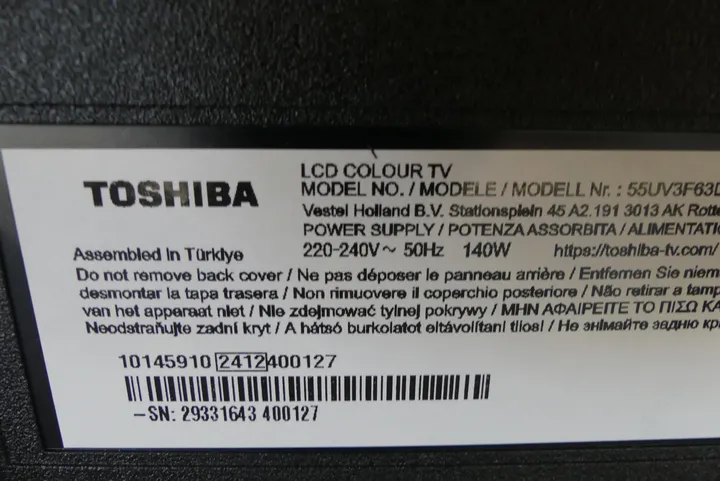 TOSHIBA
LCD COLOUR TV
MODEL NO. / MODELE / MODELL Nr. : 55UV3F63D
Vestel Holland B.V. Stationsplein 45 A2.191 3013 AK Rotte
POWER SUPPLY / POTENZA ASSORBITA / ALIMENTATI
220-240V~ 50Hz 140W https://toshiba-tv.com/
Assembled in Türkiye
Do not remove back cover / Ne pas déposer le panneau arrière / Entfernen Sie niem
desmontar la tapa trasera / Non rimuovere il coperchio posteriore / Não retirar a tamp
van het apparaat niet / Nie zdejmować tylnej pokrywy / ΜΗΝ ΑΦΑΙΡΕΙΤΕ ΤΟ ΠΙΣΩ ΚΑ
Neodstraňujte zadní kryt / A hátsó burkolatot eltávolítani tilos! / Не знімайте задню кр
10145910 2412 400127
-SN: 29331643 400127